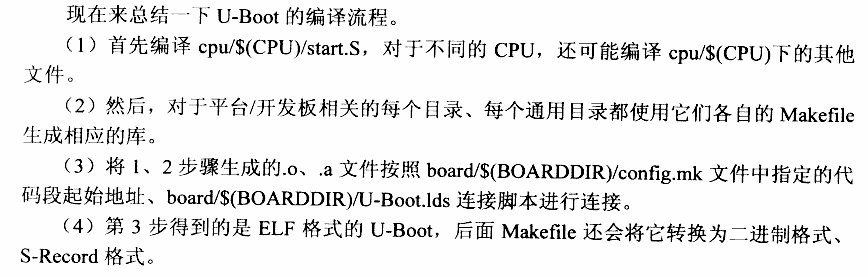 现在来总结一下 U-Boot 的编译流程。
（1）首先编译 cpu/$(CPU)/start.S，对于不同的 CPU，还可能编译 cpu/$(CPU)下的其他
文件。
（2）然后，对于平台/开发板相关的每个目录、每个通用目录都使用它们各自的 Makefile
生成相应的库。
（3）将 1、2 步骤生成的.o、.a 文件按照 board/$(BOARDDIR)/config.mk 文件中指定的代
码段起始地址、board/$(BOARDDIR)/U-Boot.lds 连接脚本进行连接。
（4）第 3 步得到的是 ELF 格式的 U-Boot，后面 Makefile 还会将它转换为二进制格式、
S-Record 格式。